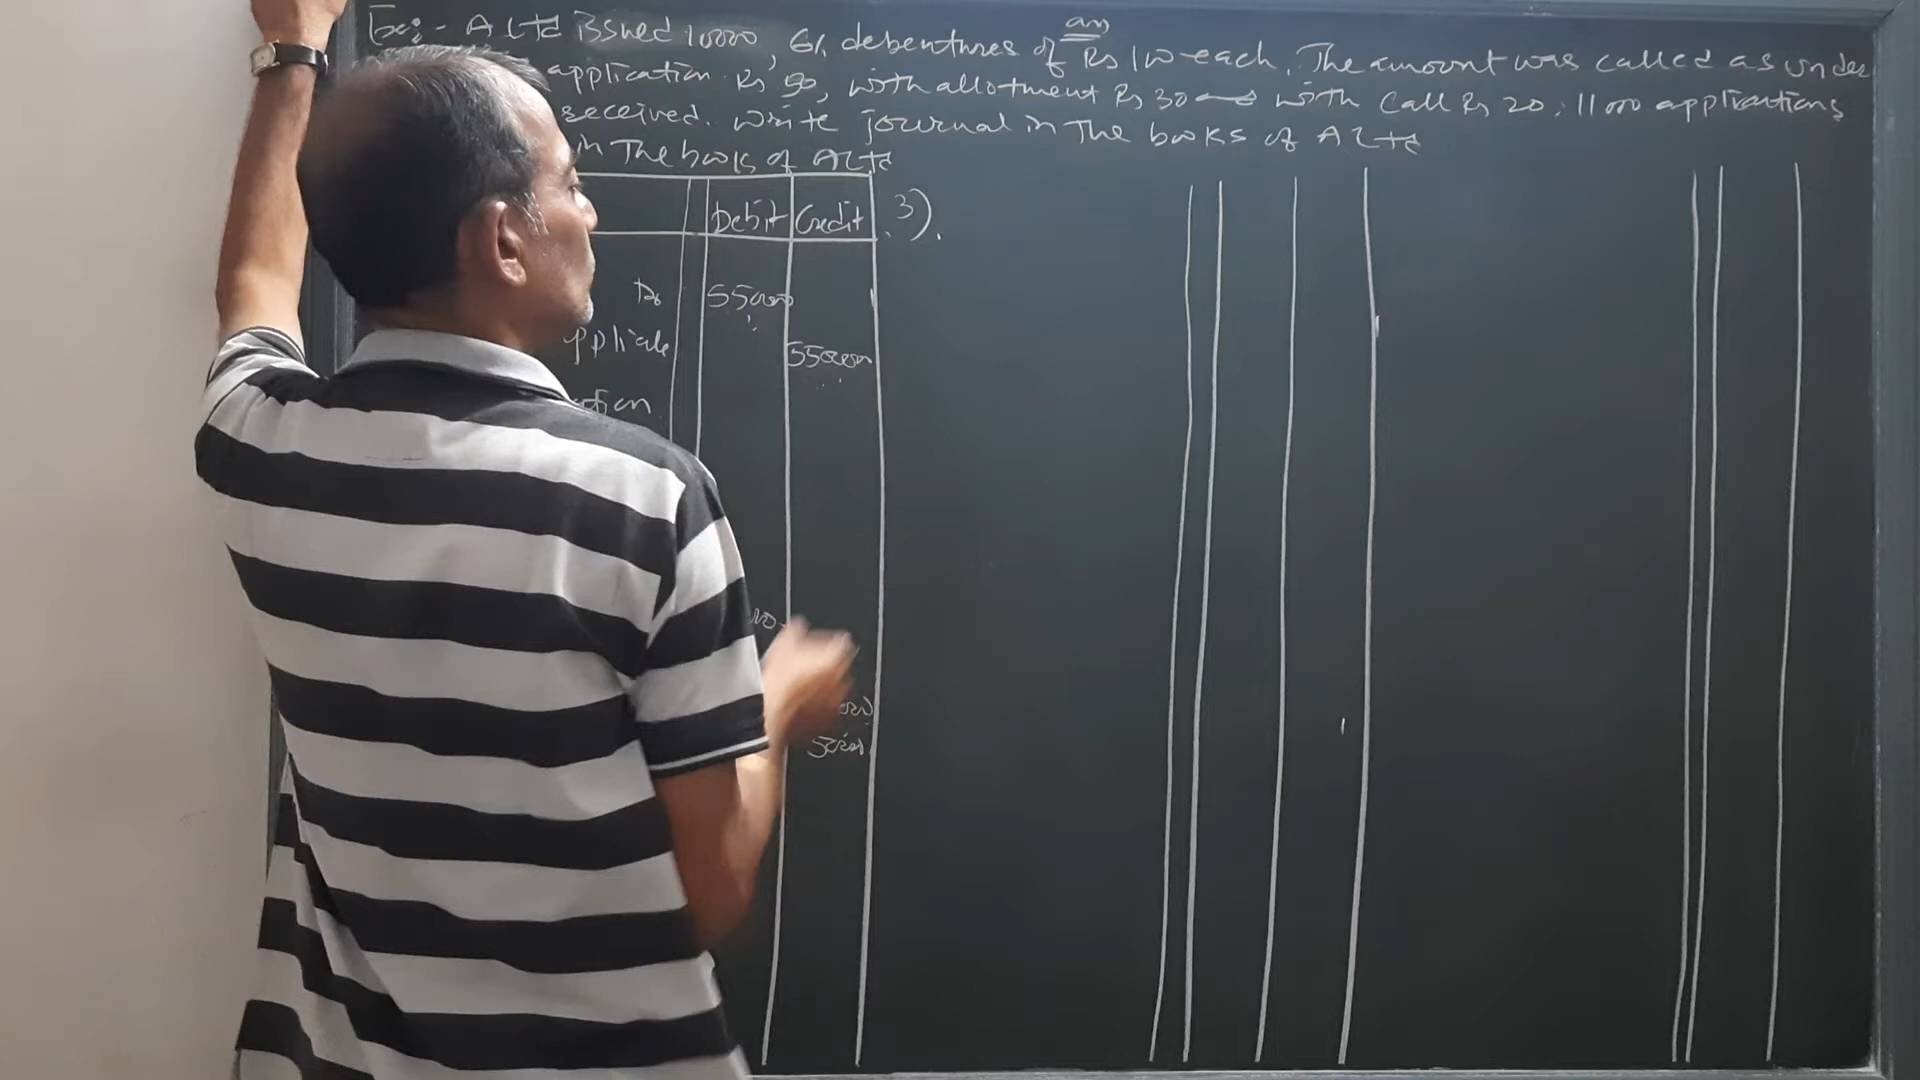 Ex:- A Ltd issued 10000, 6% debentures of Rs 100 each. The amount was called as under
application Rs 50, with allotment Rs 30 with call Rs 20. 11000 applications
received. Write journal in the books of A Ltd
in The books of A Ltd
Debit Credit 3).
Dr 550000
550000